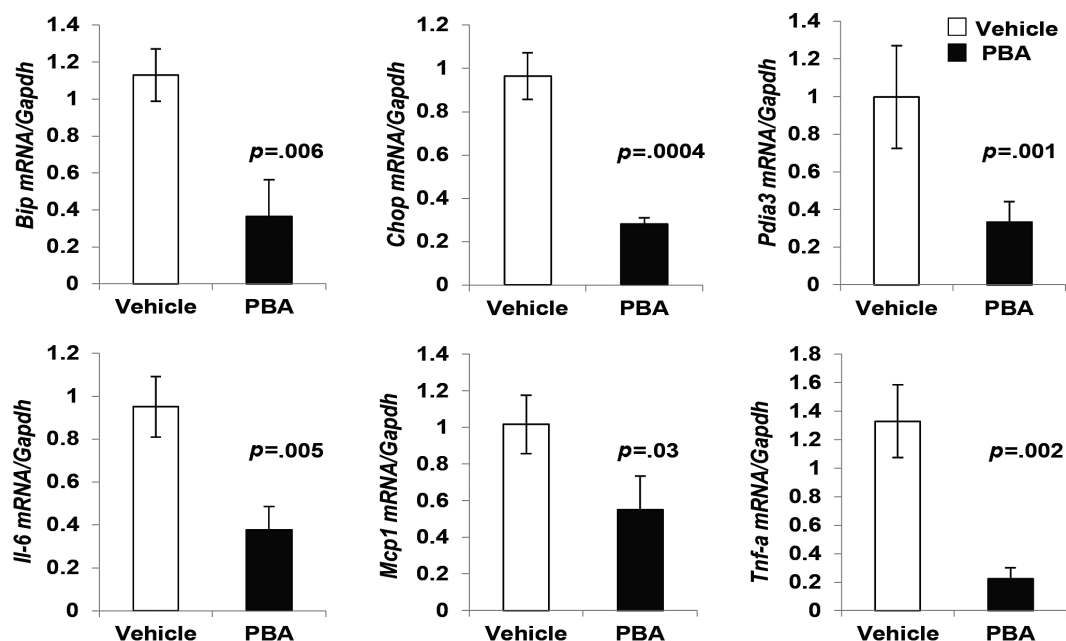 Bip mRNA/Gapdh
1.4
1.2
1
0.8
0.6
0.4
0.2
0
p=.006
Vehicle PBA
Chop mRNA/Gapdh
1.2
1
0.8
0.6
0.4
0.2
0
p=.0004
Vehicle PBA
Vehicle
PBA
Pdia3 mRNA/Gapdh
1.4
1.2
1
0.8
0.6
0.4
0.2
0
p=.001
Vehicle PBA
Il-6 mRNA/Gapdh
1.2
1
0.8
0.6
0.4
0.2
0
p=.005
Vehicle PBA
Mcp1 mRNA/Gapdh
1.4
1.2
1
0.8
0.6
0.4
0.2
0
p=.03
Vehicle PBA
Tnf-a mRNA/Gapdh
1.8
1.6
1.4
1.2
1
0.8
0.6
0.4
0.2
0
p=.002
Vehicle PBA